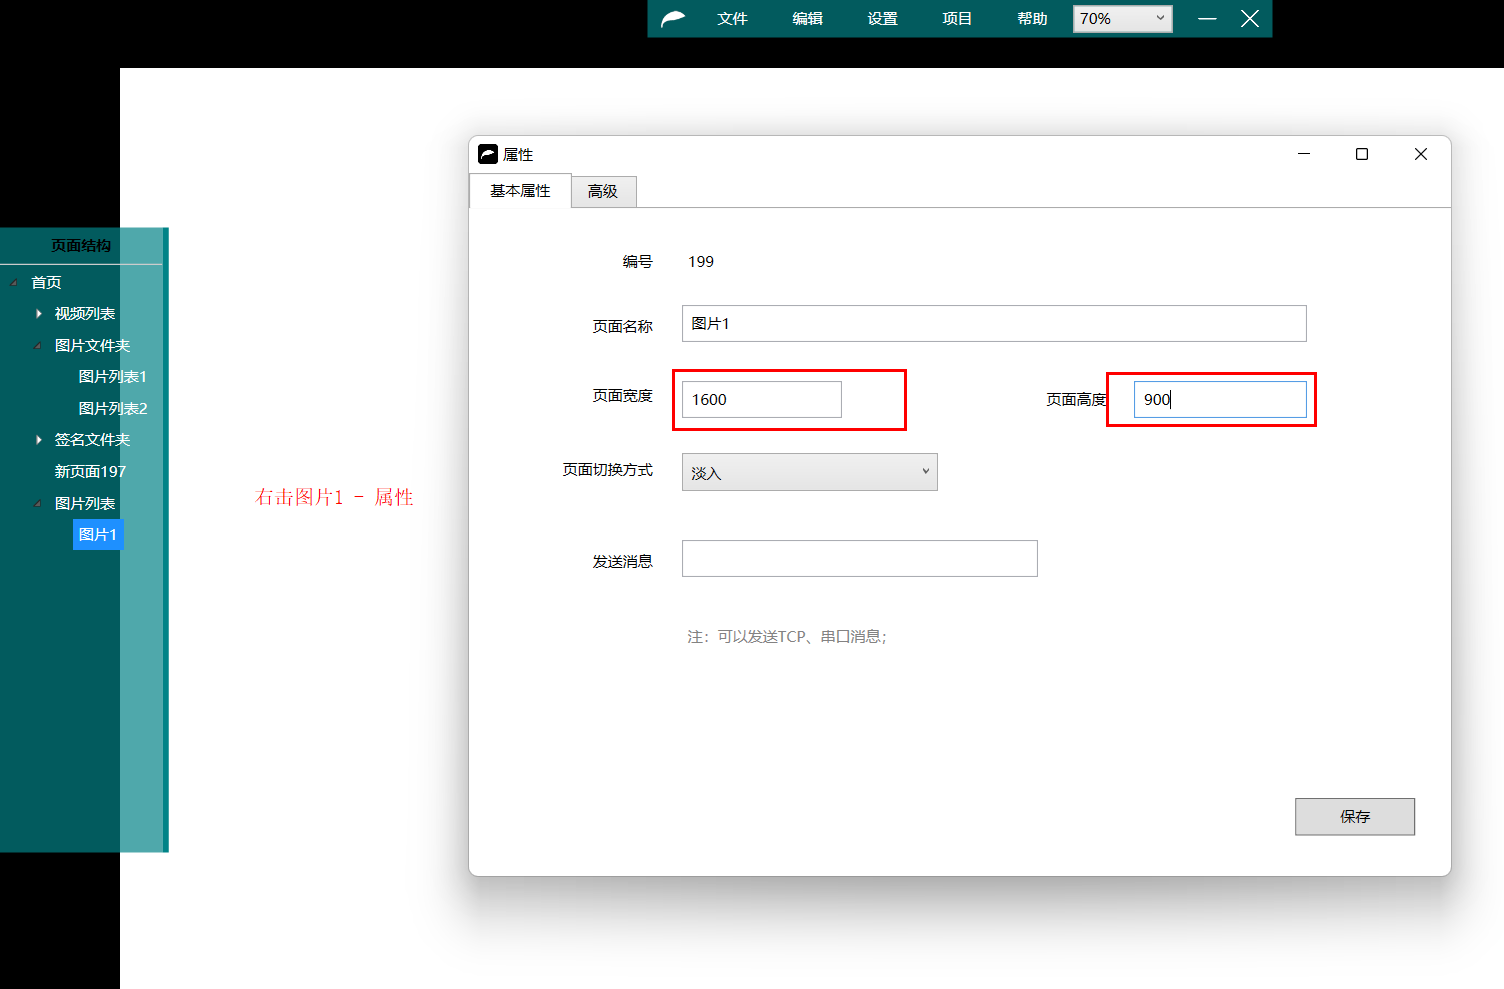 文件 编辑 设置 项目 帮助 70%
属性
基本属性 高级
页面结构
首页
视频列表
图片文件夹
图片列表1
图片列表2
签名文件夹
新页面197
图片列表
图片1
右击图片1 - 属性
编号 199
页面名称 图片1
页面宽度 1600 页面高度 900
页面切换方式 淡入
发送消息
注：可以发送TCP、串口消息；
保存